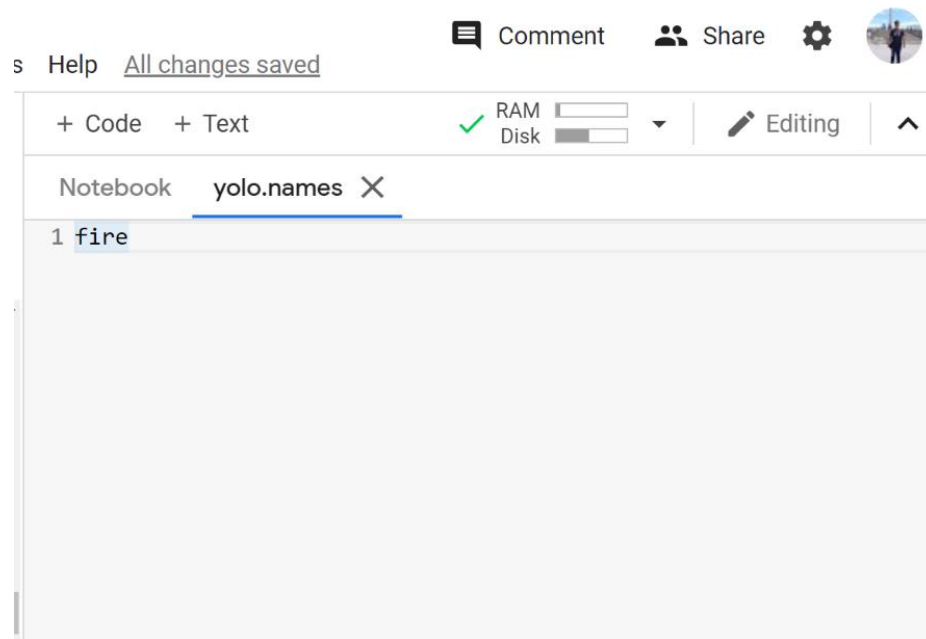 Comment Share
s Help All changes saved
+ Code + Text RAM Disk Editing
Notebook yolo.names
1 fire